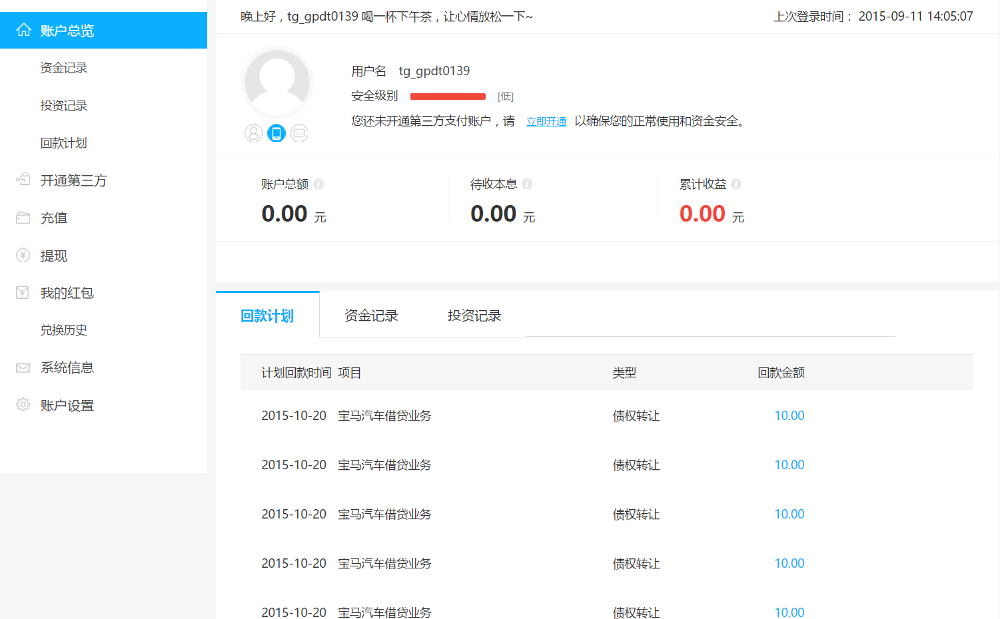 晚上好，tg_gpdt0139 喝一杯下午茶，让心情放松一下~ 上次登录时间： 2015-09-11 14:05:07
账户总览
资金记录
投资记录
回款计划
开通第三方
充值
提现
我的红包
兑换历史
系统信息
账户设置
用户名 tg_gpdt0139
安全级别 [低]
您还未开通第三方支付账户，请 立即开通 以确保您的正常使用和资金安全。
账户总额 待收本息 累计收益
0.00 元 0.00 元 0.00 元
回款计划 资金记录 投资记录
计划回款时间 项目 类型 回款金额
2015-10-20 宝马汽车借贷业务 债权转让 10.00
2015-10-20 宝马汽车借贷业务 债权转让 10.00
2015-10-20 宝马汽车借贷业务 债权转让 10.00
2015-10-20 宝马汽车借贷业务 债权转让 10.00
2015-10-20 宝马汽车借贷业务 债权转让 10.00